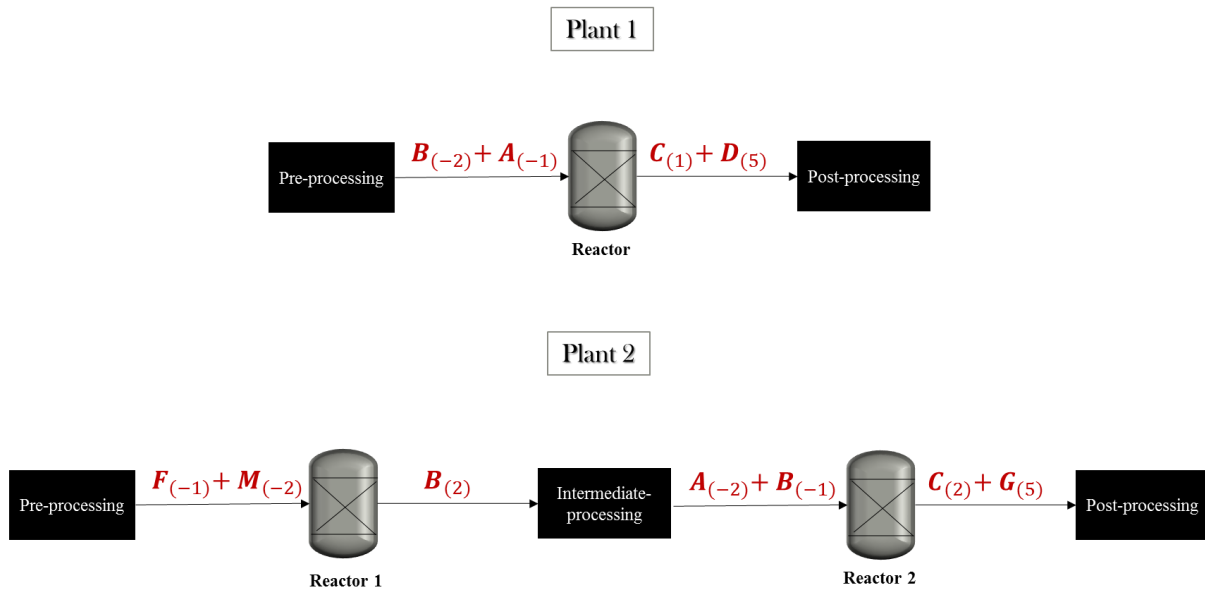 Plant 1
Pre-processing
B(−2)+ A(−1)
C(1)+ D(5)
Post-processing
Reactor
Plant 2
Pre-processing
F(−1)+ M(−2)
B(2)
Intermediate-
processing
A(−2)+ B(−1)
C(2)+ G(5)
Post-processing
Reactor 1
Reactor 2